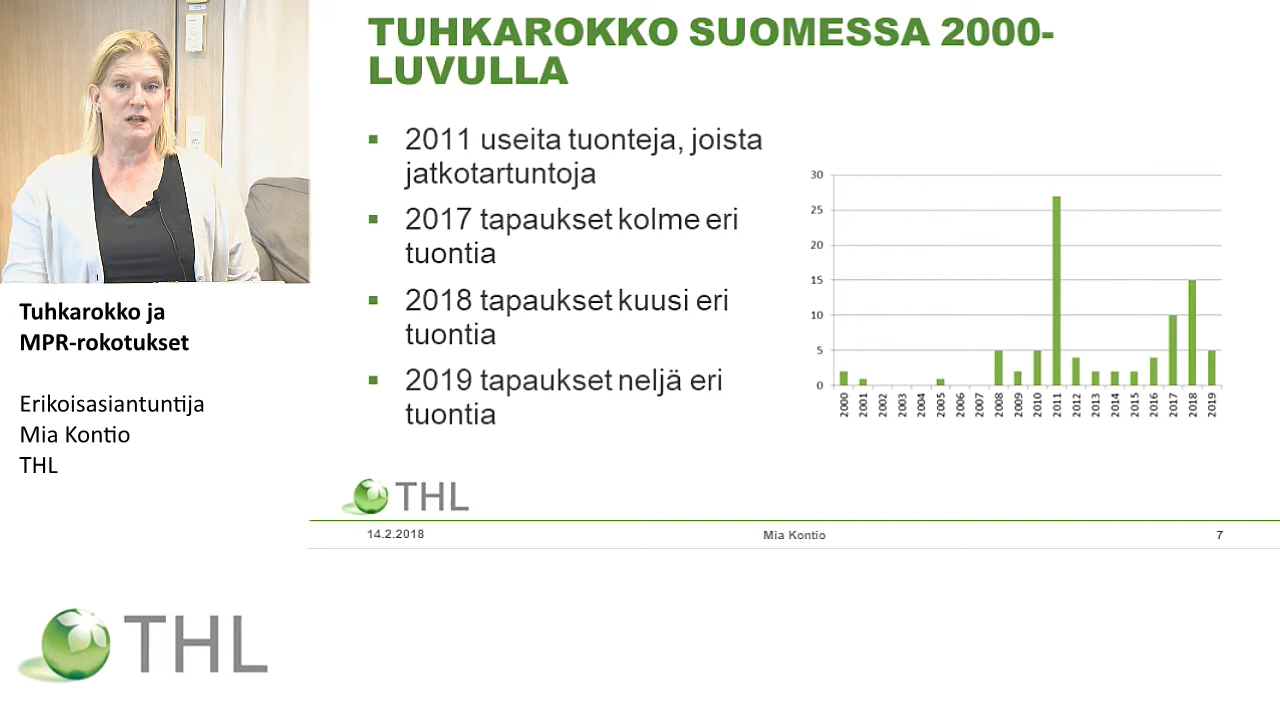 TUHKAROKKO SUOMESSA 2000-
LUVULLA
2011 useita tuonteja, joista
jatkotartuntoja
2017 tapaukset kolme eri
tuontia
2018 tapaukset kuusi eri
tuontia
2019 tapaukset neljä eri
tuontia
30
25
20
15
10
5
0
2000
2001
2002
2003
2004
2005
2006
2007
2008
2009
2010
2011
2012
2013
2014
2015
2016
2017
2018
2019
THL
14.2.2018
Mia Kontio
7
Tuhkarokko ja
MPR-rokotukset
Erikoisasiantuntija
Mia Kontio
THL
THL